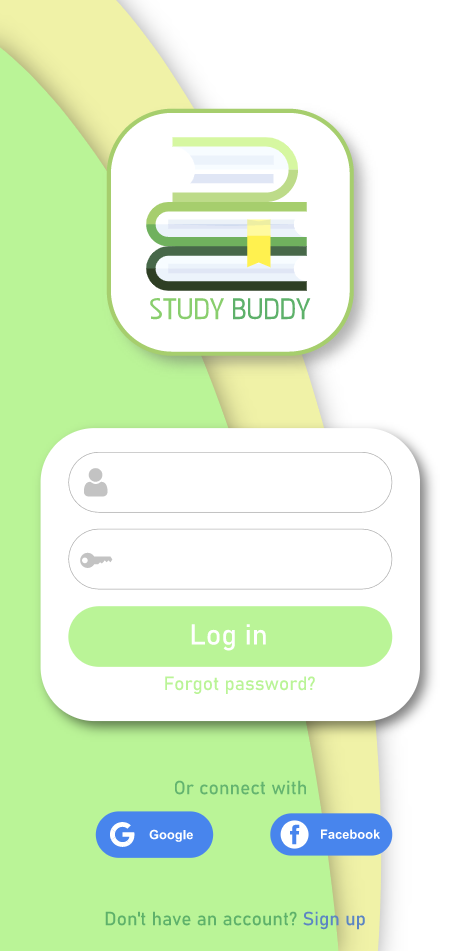 STUDY BUDDY
Log in
Forgot password?
Or connect with
Google
Facebook
Don't have an account? Sign up